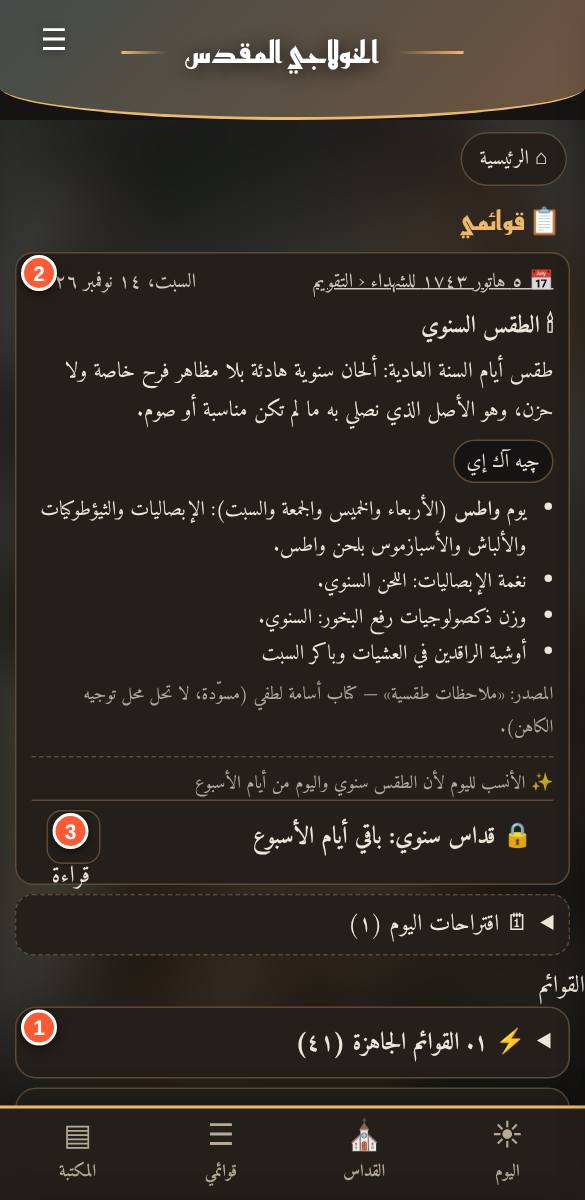 الخولاجي المقدس
الرئيسية
قوائمي
٥ هاتور ١٧٤٣ للشهداء › التقويم
السبت، ١٤ نوفمبر ٢٦
2
الطقس السنوي
طقس أيام السنة العادية: ألحان سنوية هادئة بلا مظاهر فرح خاصة ولا
حزن، وهو الأصل الذي نصلي به ما لم تكن مناسبة أو صوم.
چيه آك إي
يوم واطس (الأربعاء والخميس والجمعة والسبت): الإبصاليات والثيؤطوكيات
والألباش والأسبازموس بلحن واطس.
نغمة الإبصاليات: اللحن السنوي.
وزن ذكصولوجيات رفع البخور: السنوي.
أوشية الراقدين في العشيات وباكر السبت
المصدر: «ملاحظات طقسية» — كتاب أسامة لطفي (مسوّدة، لا تحل محل توجيه
الكاهن).
الأنسب لليوم لأن الطقس سنوي واليوم من أيام الأسبوع
قداس سنوي: باقي أيام الأسبوع
3
قراءة
اقتراحات اليوم (١)
القوائم
٠١ القوائم الجاهزة (٤١)
1
اليوم
القداس
قوائمي
المكتبة